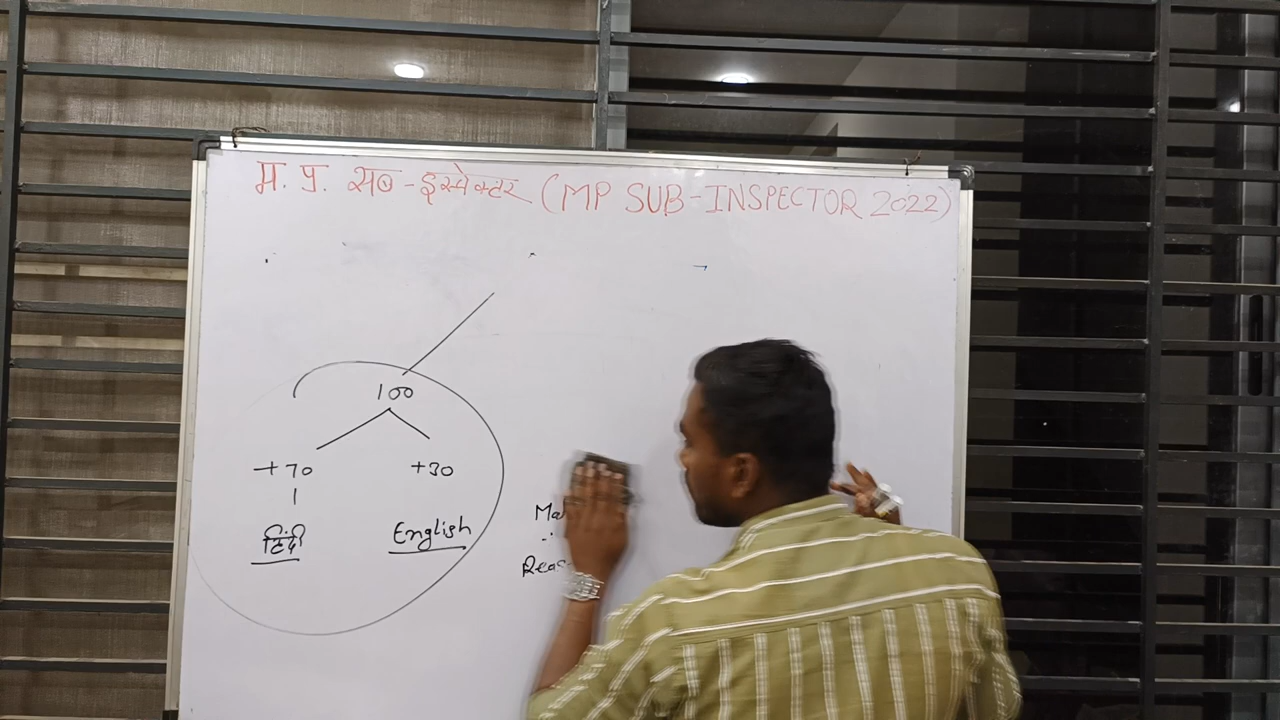 म. प्र. सब-इंस्पेक्टर (MP SUB-INSPECTOR 2022)
100
+70 +30
हिंदी English